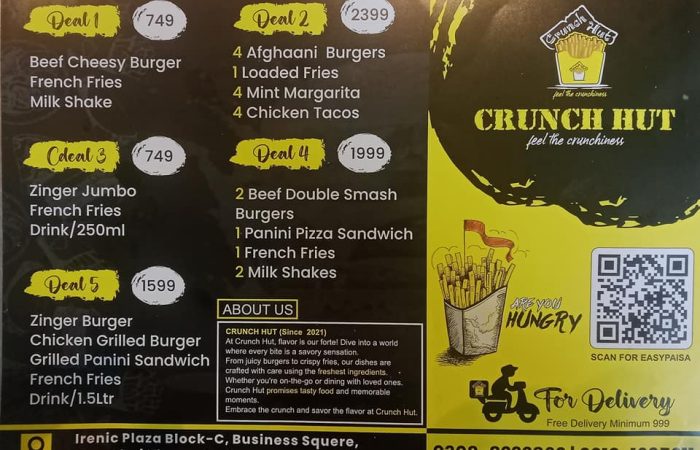 Deal 1
749
Beef Cheesy Burger
French Fries
Milk Shake
Deal 2
2399
4 Afghaani Burgers
1 Loaded Fries
4 Mint Margarita
4 Chicken Tacos
Cdeal 3
749
Zinger Jumbo
French Fries
Drink/250ml
Deal 4
1999
2 Beef Double Smash
Burgers
1 Panini Pizza Sandwich
1 French Fries
2 Milk Shakes
Deal 5
1599
Zinger Burger
Chicken Grilled Burger
Grilled Panini Sandwich
French Fries
Drink/1.5Ltr
ABOUT US
CRUNCH HUT (Since 2021)
At Crunch Hut, flavor is our forte! Dive into a world
where every bite is a savory sensation.
From juicy burgers to crispy fries, our dishes are
crafted with care using the freshest ingredients.
Whether you're on-the-go or dining with loved ones.
Crunch Hut promises tasty food and memorable
moments.
Embrace the crunch and savor the flavor at Crunch Hut.
Crunch Hut
feel the crunchiness
CRUNCH HUT
feel the crunchiness
ARE YOU
HUNGRY
SCAN FOR EASYPAISA
For Delivery
Free Delivery Minimum 999
Irenic Plaza Block-C, Business Squere,